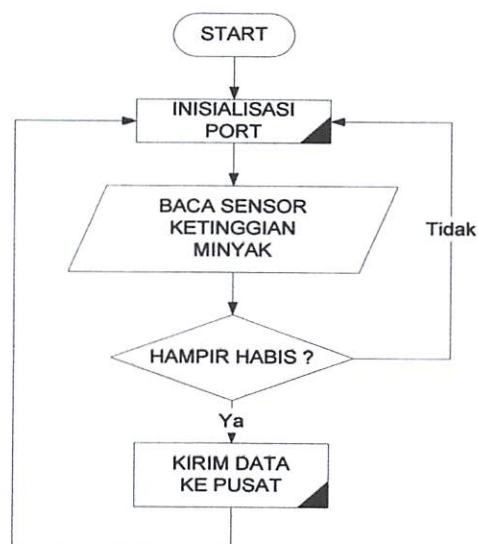 START
INISIALISASI
PORT
BACA SENSOR
KETINGGIAN
MINYAK
Tidak
HAMPIR HABIS ?
Ya
KIRIM DATA
KE PUSAT